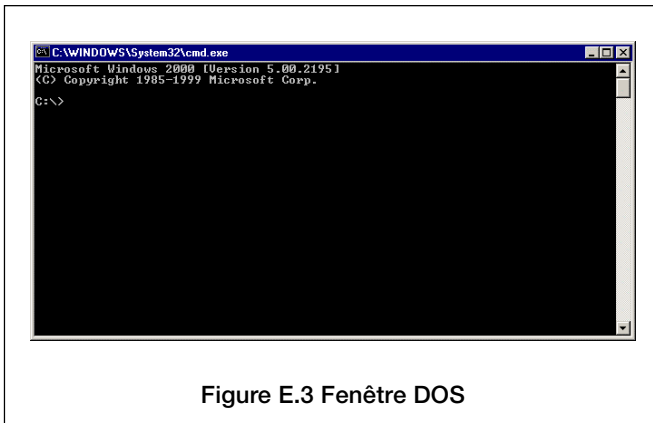 C:\WINDOWS\System32\cmd.exe
Microsoft Windows 2000 [Version 5.00.2195]
(C) Copyright 1985-1999 Microsoft Corp.
C:\>
Figure E.3 Fenêtre DOS